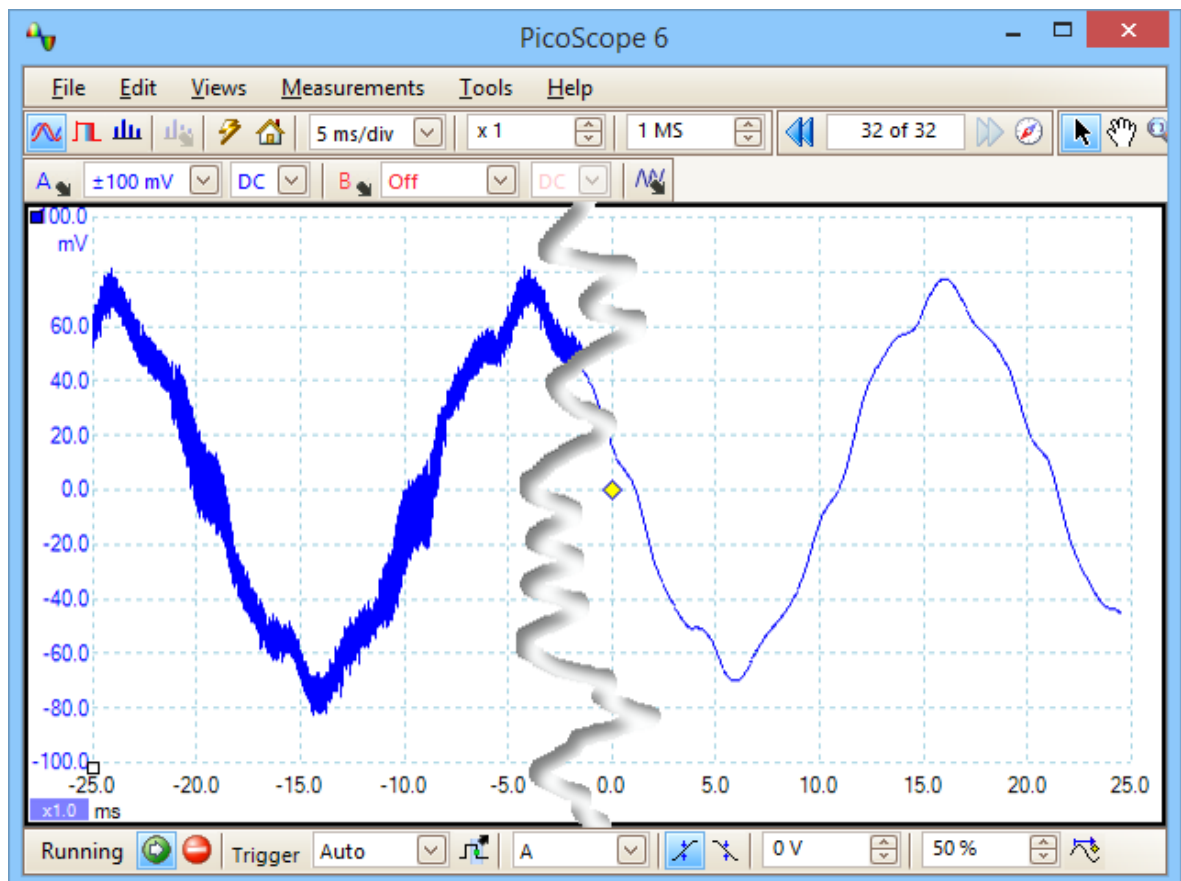 PicoScope 6
File Edit Views Measurements Tools Help
5 ms/div x 1 1 MS 32 of 32
A ±100 mV DC B Off DC
100.0
mV
60.0
40.0
20.0
0.0
-20.0
-40.0
-60.0
-80.0
-100.0
-25.0 -20.0 -15.0 -10.0 -5.0 0.0 5.0 10.0 15.0 20.0 25.0
x1.0 ms
Running Trigger Auto A 0 V 50 %